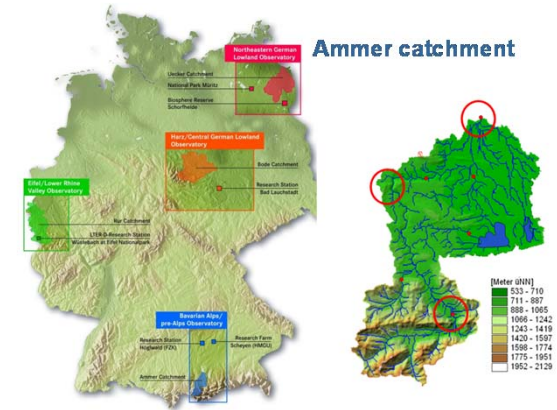 Ammer catchment
Northeastern German
Lowland Observatory
Uecker Catchment
National Park Müritz
Biosphere Reserve
Schorfheide
Harz/Central German Lowland
Observatory
Bode Catchment
Research Station
Bad Lauchstädt
Eifel/Lower Rhine
Valley Observatory
Rur Catchment
LTER-D-Research Station
Wüstebach at Eifel Nationalpark
Bavarian Alps/
pre-Alps Observatory
Research Station
Höglwald (FZK)
Research Farm
Scheyern (HMGU)
Ammer Catchment
[Meter üNN]
533 - 710
711 - 887
888 - 1065
1066 - 1242
1243 - 1419
1420 - 1597
1598 - 1774
1775 - 1951
1952 - 2129